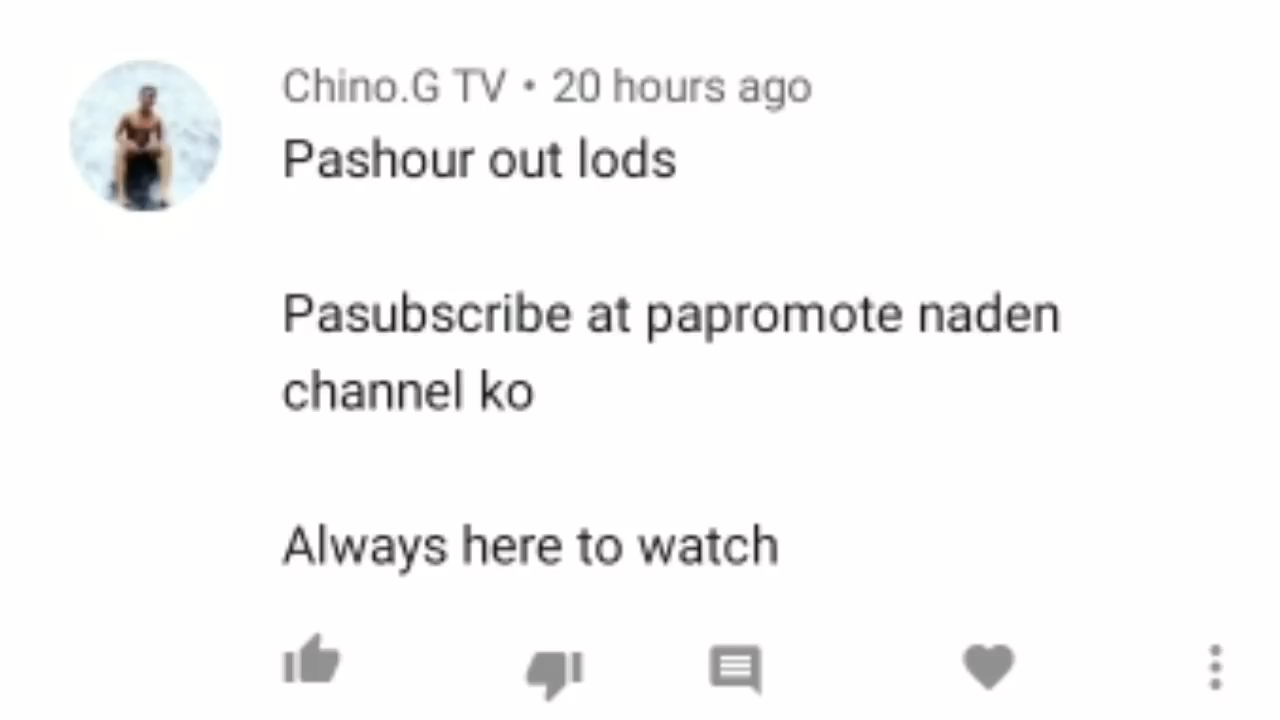 Chino.G TV • 20 hours ago
Pashour out lods
Pasubscribe at papromote naden
channel ko
Always here to watch